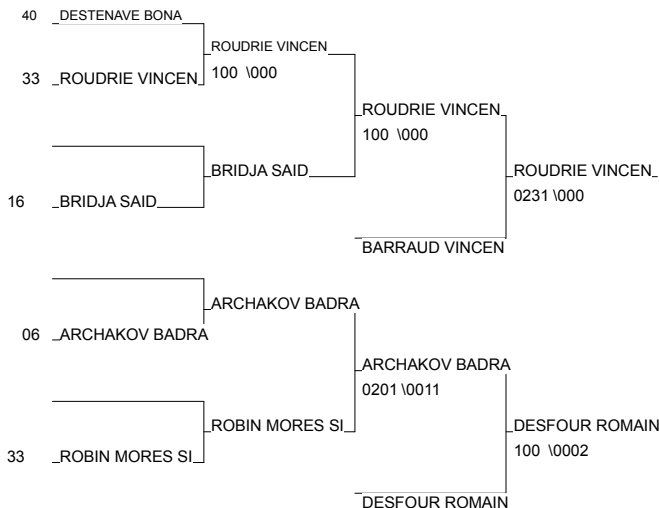 40 DESTENAVE BONA
ROUDRIE VINCEN
33 ROUDRIE VINCEN
100 \000
ROUDRIE VINCEN
100 \000
BRIDJA SAID
ROUDRIE VINCEN
0231 \000
16 BRIDJA SAID
BARRAUD VINCEN
ARCHAKOV BADRA
06 ARCHAKOV BADRA
ARCHAKOV BADRA
0201 \0011
ROBIN MORES SI
DESFOUR ROMAIN
100 \0002
33 ROBIN MORES SI
DESFOUR ROMAIN